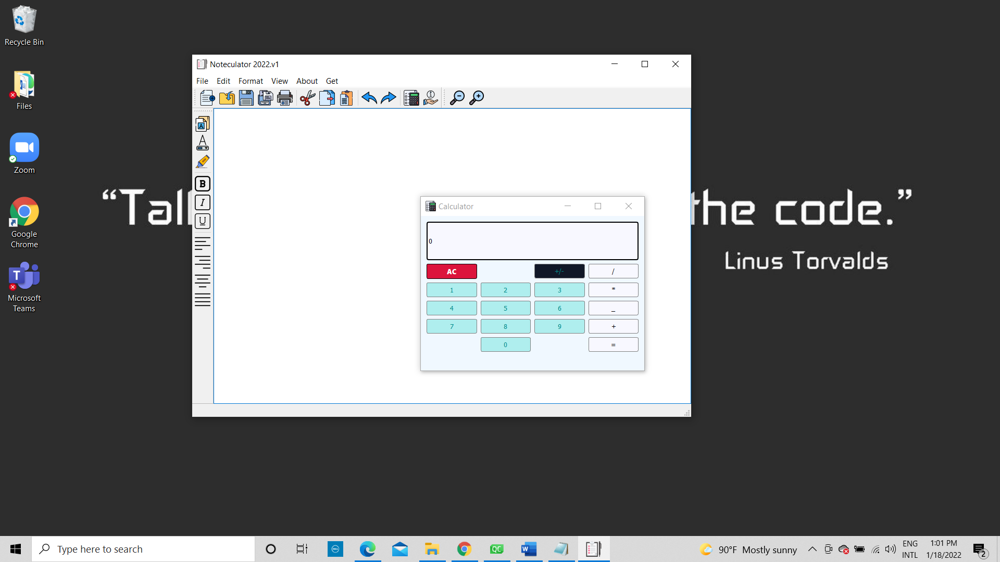 Recycle Bin
Files
Zoom
Google
Chrome
T
Microsoft
Teams
“Tal
the code.”
Linus Torvalds
Noteculator 2022.v1
File Edit Format View About Get
A
B
I
U
Calculator
0
AC +/- /
1 2 3 *
4 5 6 _
7 8 9 +
0 =
Type here to search
DELL
QC
W
90°F Mostly sunny
ENG
INTL
1:01 PM
1/18/2022
2